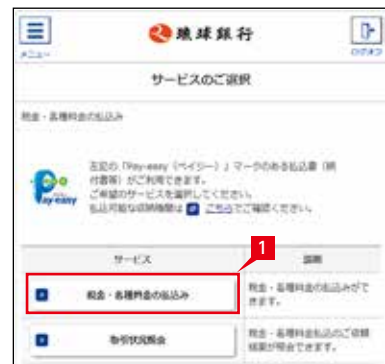 メニュー
琉球銀行
ログオフ
サービスのご選択
税金・各種料金の払込み
Pay-easy
左記の「Pay-easy（ペイジー）」マークのある払込書（納
付書等）がご利用できます。
ご希望のサービスを選択してください。
払込可能な収納機関は こちらでご確認ください。
1
サービス
説明
税金・各種料金の払込み
税金・各種料金の払込みがで
きます。
取引状況照会
税金・各種料金払込のご依頼
結果が照会できます。